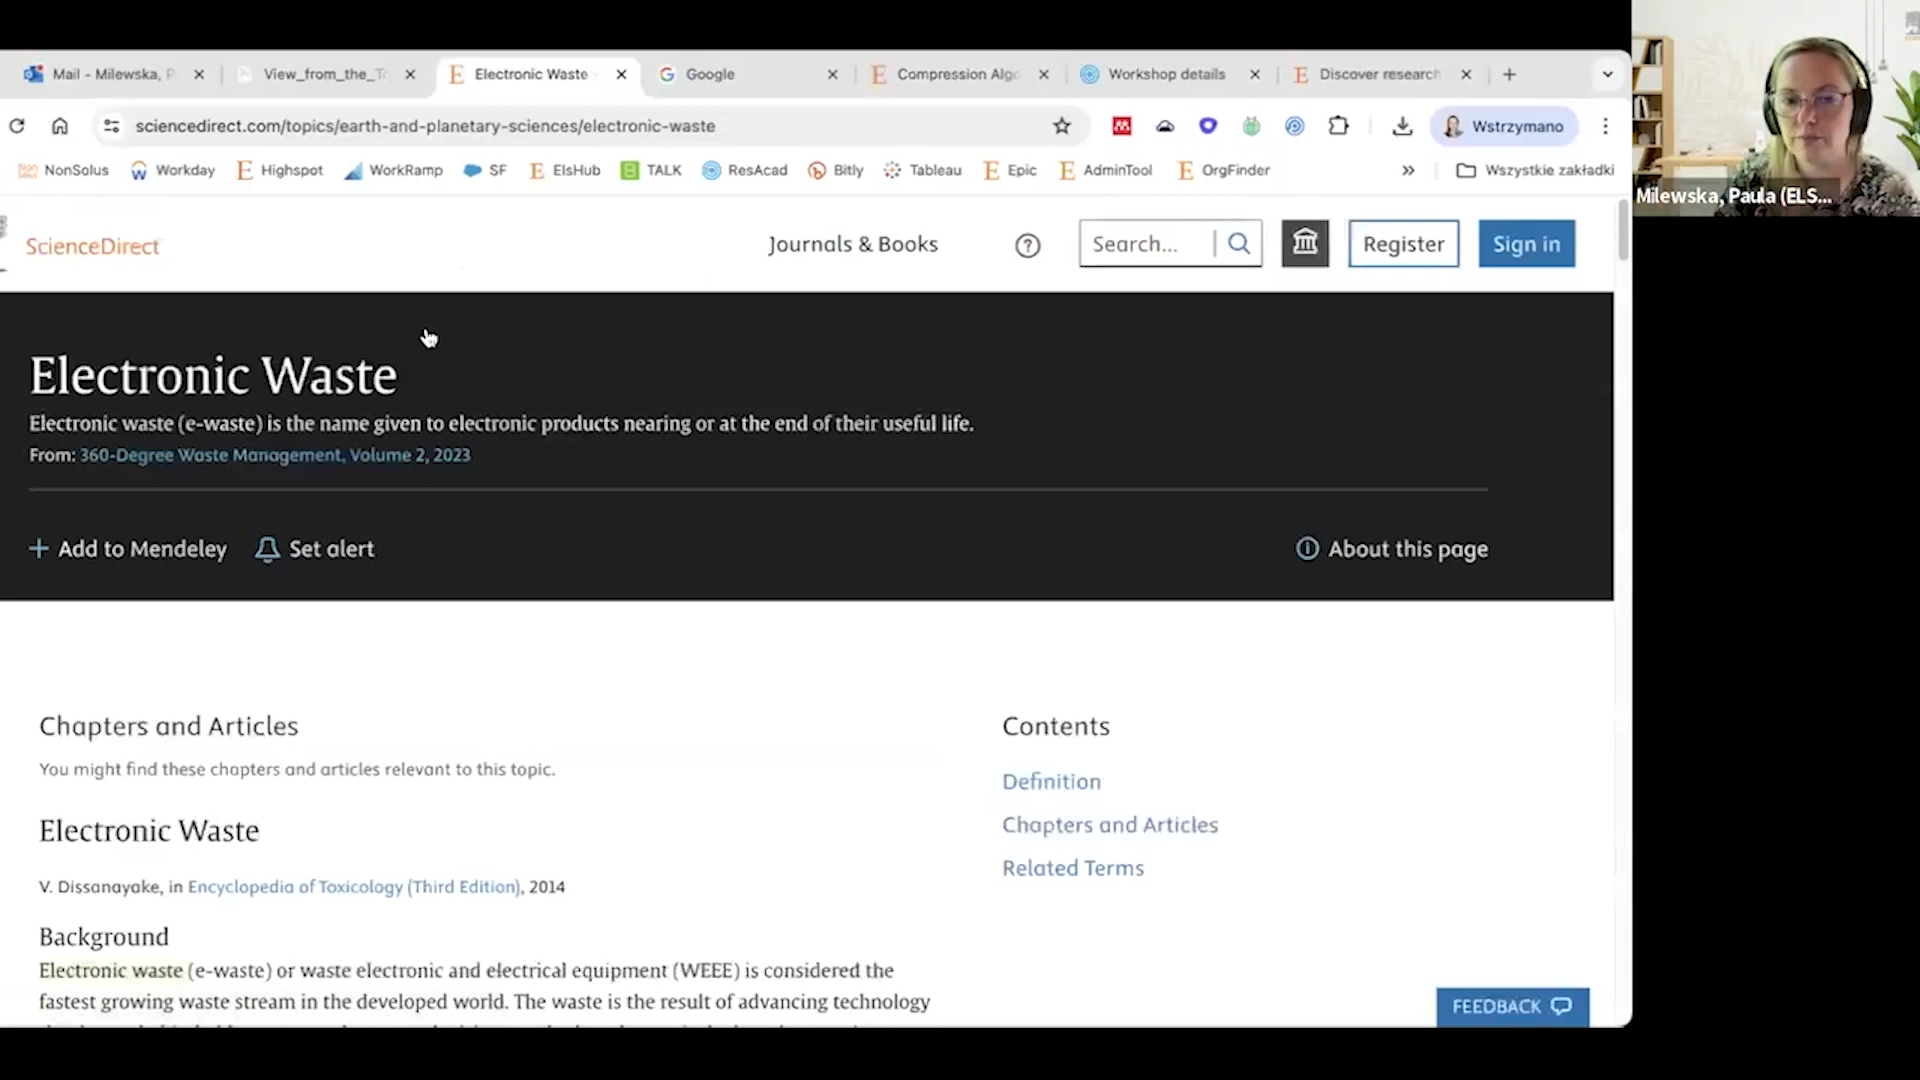 Mail - Milewska, P
View_from_the_T
Electronic Waste
Google
Compression Algo
Workshop details
Discover research
sciencedirect.com/topics/earth-and-planetary-sciences/electronic-waste
Wstrzymano
NonSolus
Workday
Highspot
WorkRamp
SF
ElsHub
TALK
ResAcad
Bitly
Tableau
Epic
AdminTool
OrgFinder
»
Wszystkie zakładki
Milewska, Paula (ELS...
ScienceDirect
Journals & Books
Search...
Register
Sign in
Electronic Waste
Electronic waste (e-waste) is the name given to electronic products nearing or at the end of their useful life.
From: 360-Degree Waste Management, Volume 2, 2023
+ Add to Mendeley
Set alert
About this page
Chapters and Articles
You might find these chapters and articles relevant to this topic.
Electronic Waste
V. Dissanayake, in Encyclopedia of Toxicology (Third Edition), 2014
Background
Electronic waste (e-waste) or waste electronic and electrical equipment (WEEE) is considered the
fastest growing waste stream in the developed world. The waste is the result of advancing technology
Contents
Definition
Chapters and Articles
Related Terms
FEEDBACK